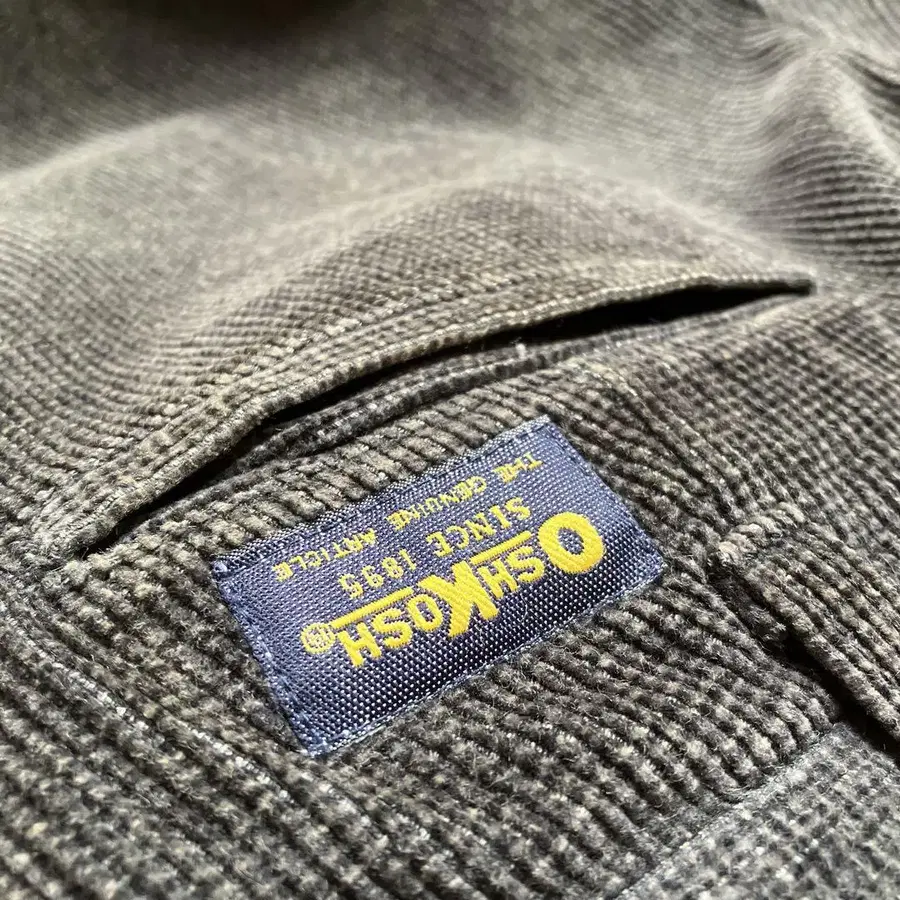 OSHKOSH ®
SINCE 1895
THE GENUINE ARTICLE